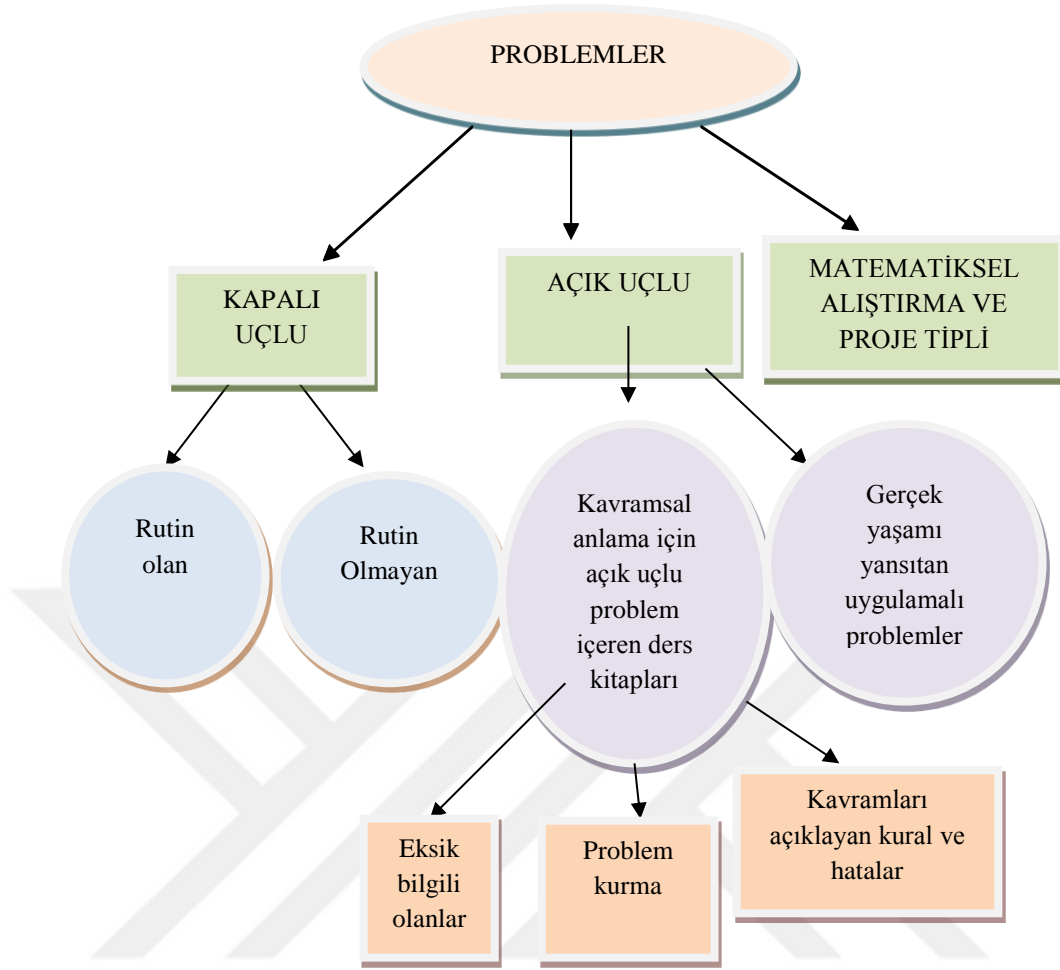 PROBLEMLER
KAPALI
UÇLU
AÇIK UÇLU
MATEMATİKSEL
ALIŞTIRMA VE
PROJE TİPLİ
Rutin
olan
Rutin
Olmayan
Kavramsal
anlama için
açık uçlu
problem
içeren ders
kitapları
Gerçek
yaşamı
yansıtan
uygulamalı
problemler
Eksik
bilgili
olanlar
Problem
kurma
Kavramları
açıklayan kural ve
hatalar